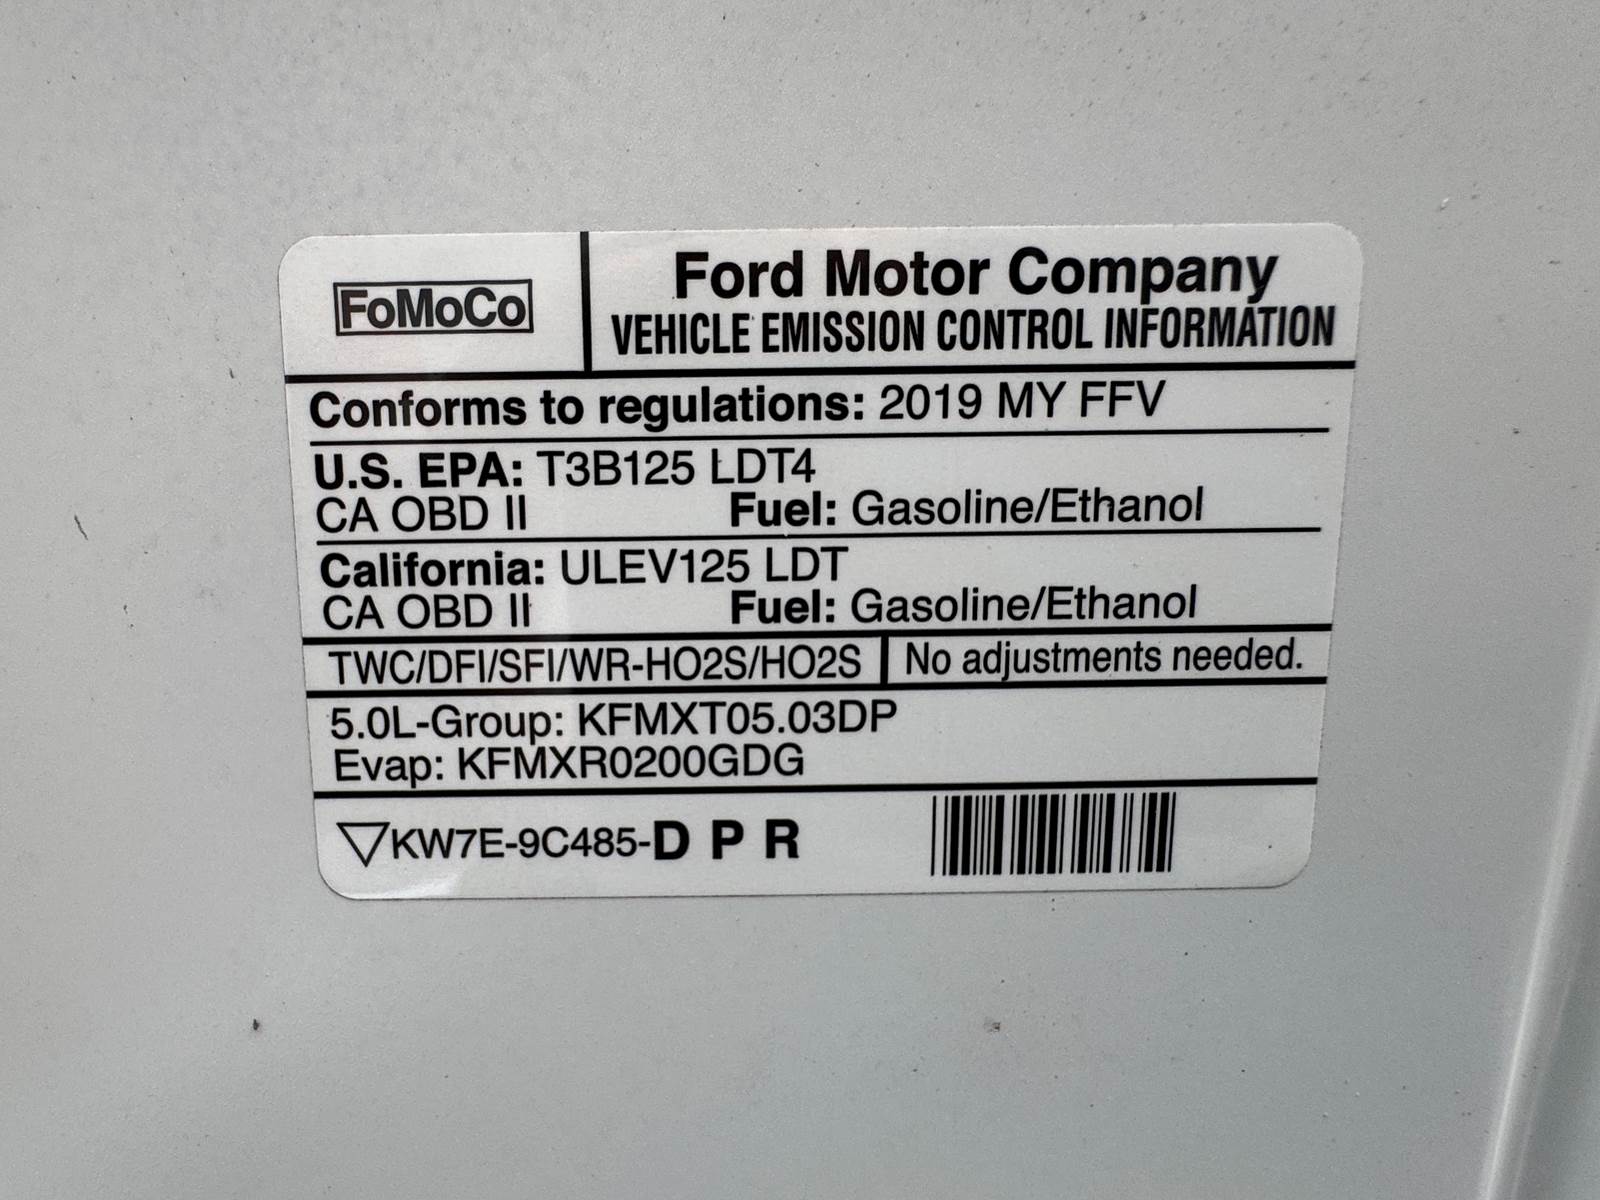 FoMoCo
Ford Motor Company
VEHICLE EMISSION CONTROL INFORMATION
Conforms to regulations: 2019 MY FFV
U.S. EPA: T3B125 LDT4
CA OBD II Fuel: Gasoline/Ethanol
California: ULEV125 LDT
CA OBD II Fuel: Gasoline/Ethanol
TWC/DFI/SFI/WR-HO2S/HO2S No adjustments needed.
5.0L-Group: KFMXT05.03DP
Evap: KFMXR0200GDG
KW7E-9C485-D P R